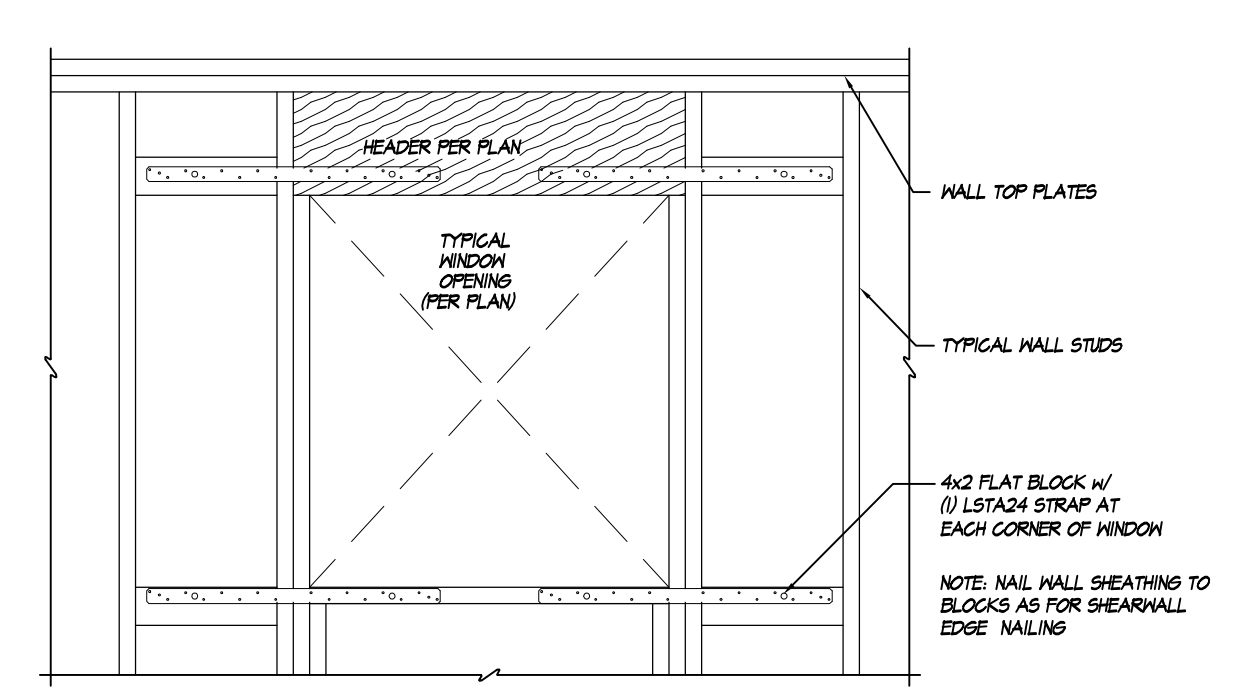 HEADER PER PLAN
WALL TOP PLATES
TYPICAL
WINDOW
OPENING
(PER PLAN)
TYPICAL WALL STUDS
4x2 FLAT BLOCK w/
(1) LSTA24 STRAP AT
EACH CORNER OF WINDOW
NOTE: NAIL WALL SHEATHING TO
BLOCKS AS FOR SHEARWALL
EDGE NAILING